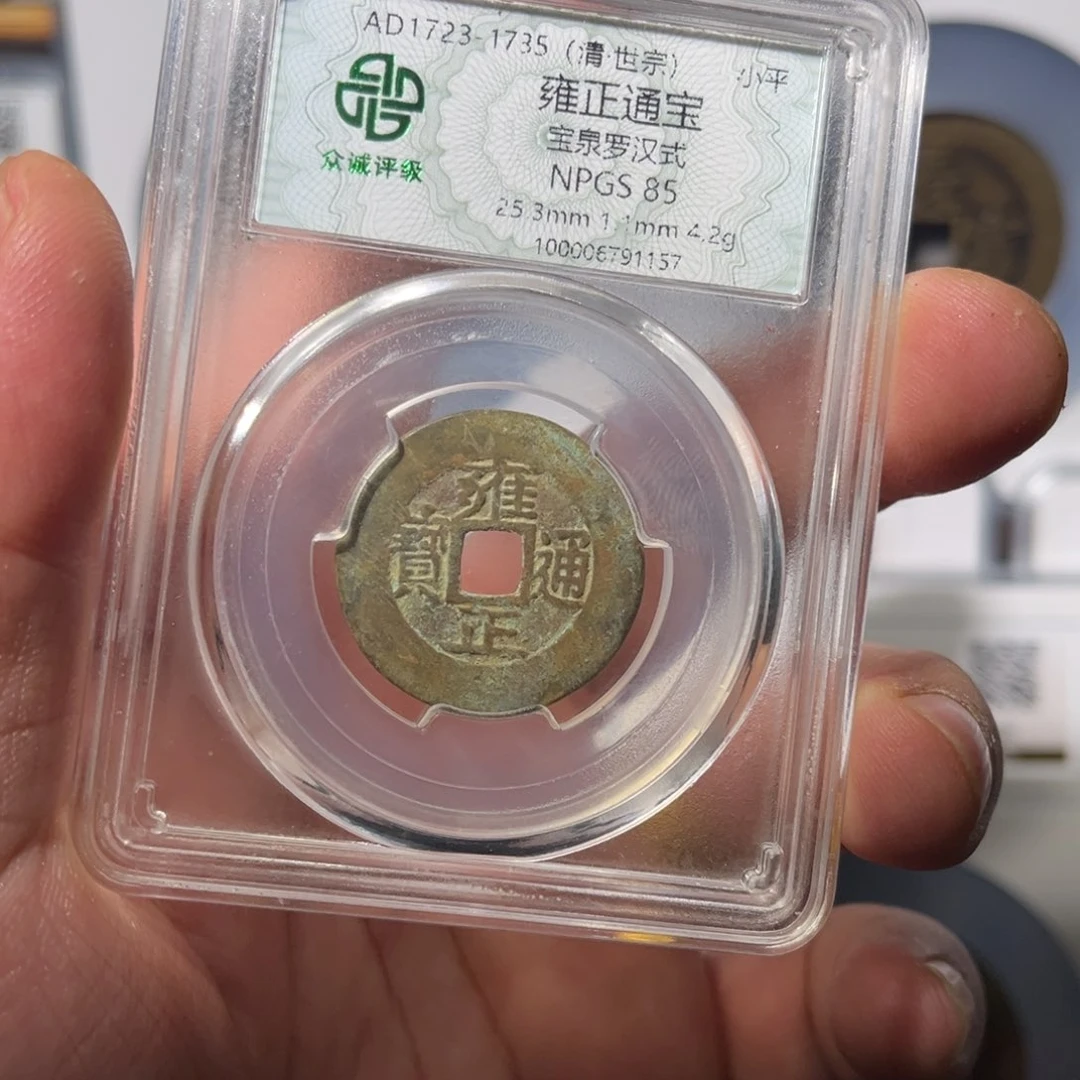 AD1723-1735 (清·世宗) 小平
雍正通宝
宝泉罗汉式
NPGS 85
25.3mm 1.1mm 4.2g
100006791157
众诚评级
雍正通寶